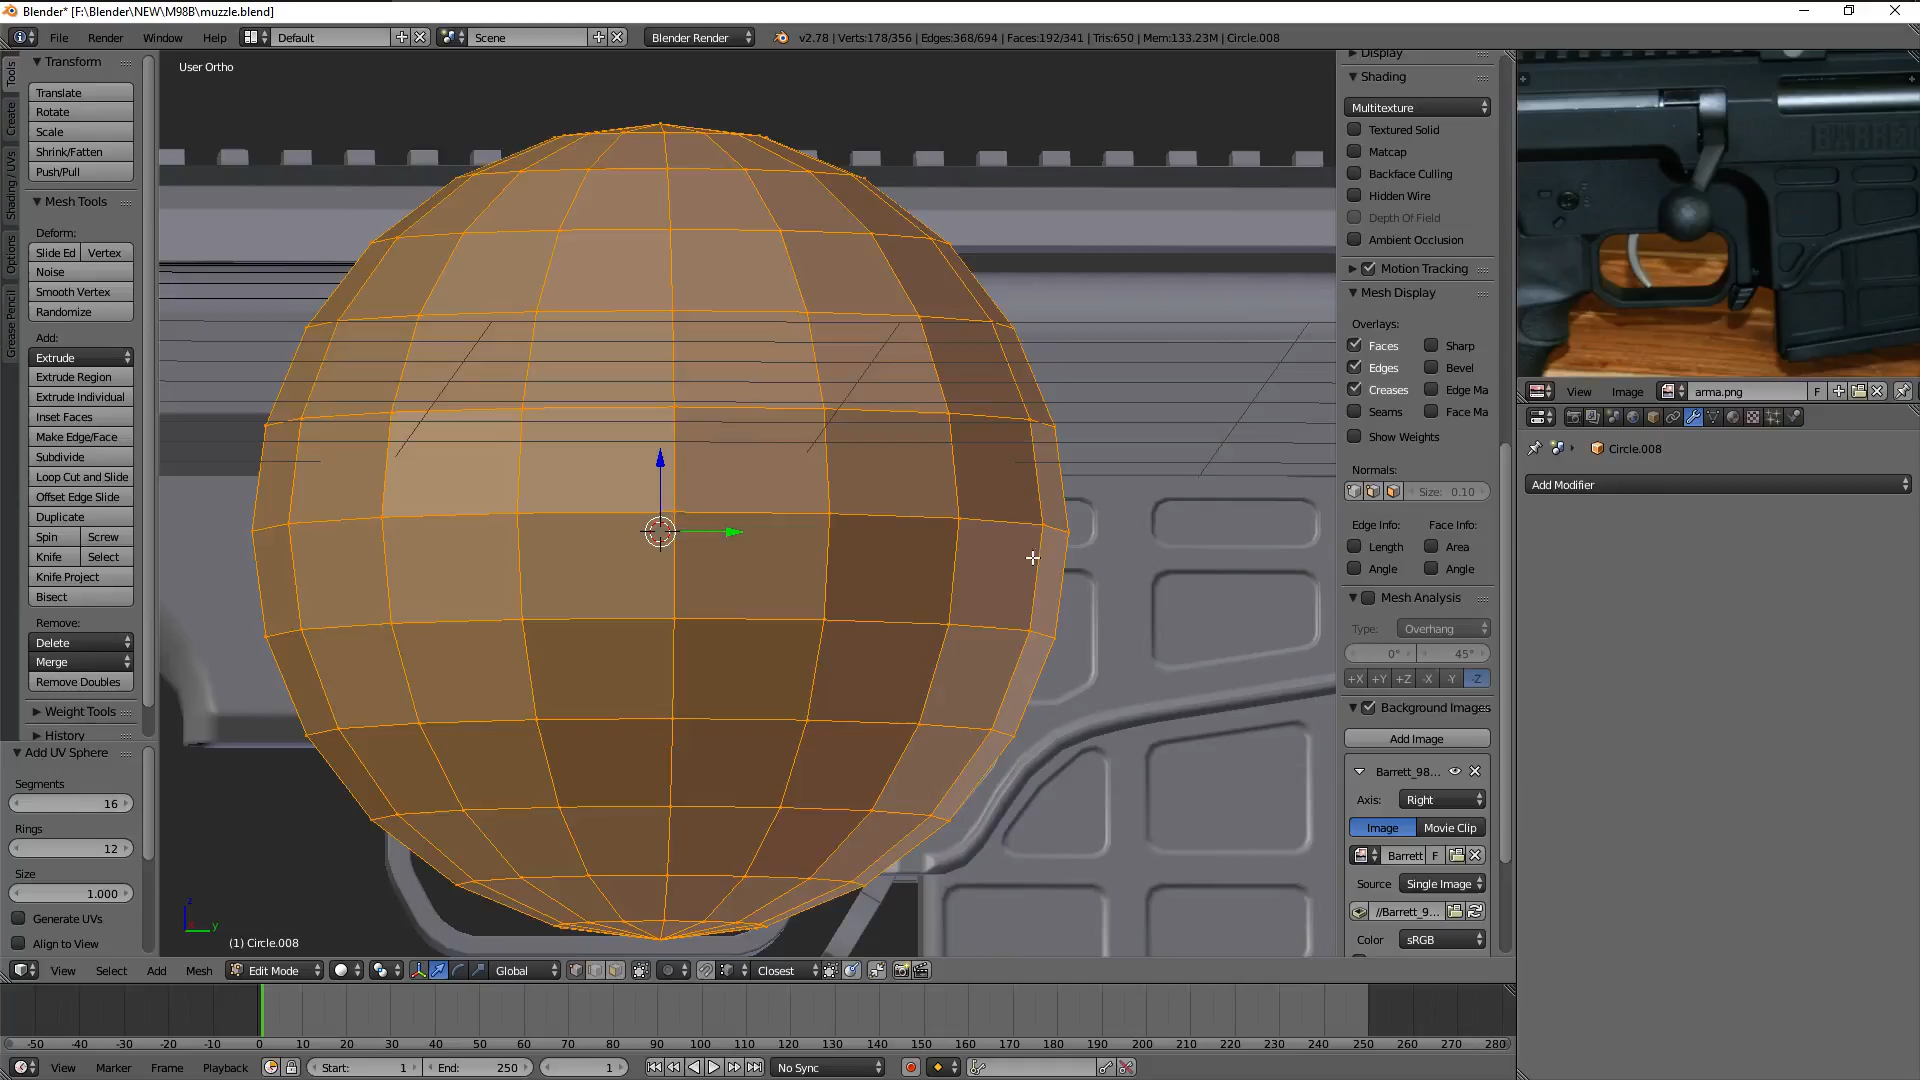 Blender* [F:\Blender\NEW\M98B\muzzle.blend]
File Render Window Help Default Scene Blender Render v2.78 | Verts:178/356 | Edges:368/694 | Faces:192/341 | Tris:650 | Mem:133.23M | Circle.008
Tools
Create
Shading / UVs
Options
Grease Pencil
Transform
Translate
Rotate
Scale
Shrink/Fatten
Push/Pull
Mesh Tools
Deform:
Slide Ed Vertex
Noise
Smooth Vertex
Randomize
Add:
Extrude
Extrude Region
Extrude Individual
Inset Faces
Make Edge/Face
Subdivide
Loop Cut and Slide
Offset Edge Slide
Duplicate
Spin Screw
Knife Select
Knife Project
Bisect
Remove:
Delete
Merge
Remove Doubles
Weight Tools
History
Add UV Sphere
Segments
16
Rings
12
Size
1.000
Generate UVs
Align to View
User Ortho
z
y
(1) Circle.008
Display
Shading
Multitexture
Textured Solid
Matcap
Backface Culling
Hidden Wire
Depth Of Field
Ambient Occlusion
Motion Tracking
Mesh Display
Overlays:
Faces Sharp
Edges Bevel
Creases Edge Ma
Seams Face Ma
Show Weights
Normals:
Size: 0.10
Edge Info: Face Info:
Length Area
Angle Angle
Mesh Analysis
Type: Overhang
0° 45°
+X +Y +Z -X -Y -Z
Background Images
Add Image
Barrett_98...
Axis: Right
Image Movie Clip
Barrett F
Source Single Image
//Barrett_9...
Color sRGB
View Image arma.png F
Circle.008
Add Modifier
View Select Add Mesh Edit Mode Global Closest
-50 -40 -30 -20 -10 0 10 20 30 40 50 60 70 80 90 100 110 120 130 140 150 160 170 180 190 200 210 220 230 240 250 260 270 280
View Marker Frame Playback Start: 1 End: 250 1 No Sync